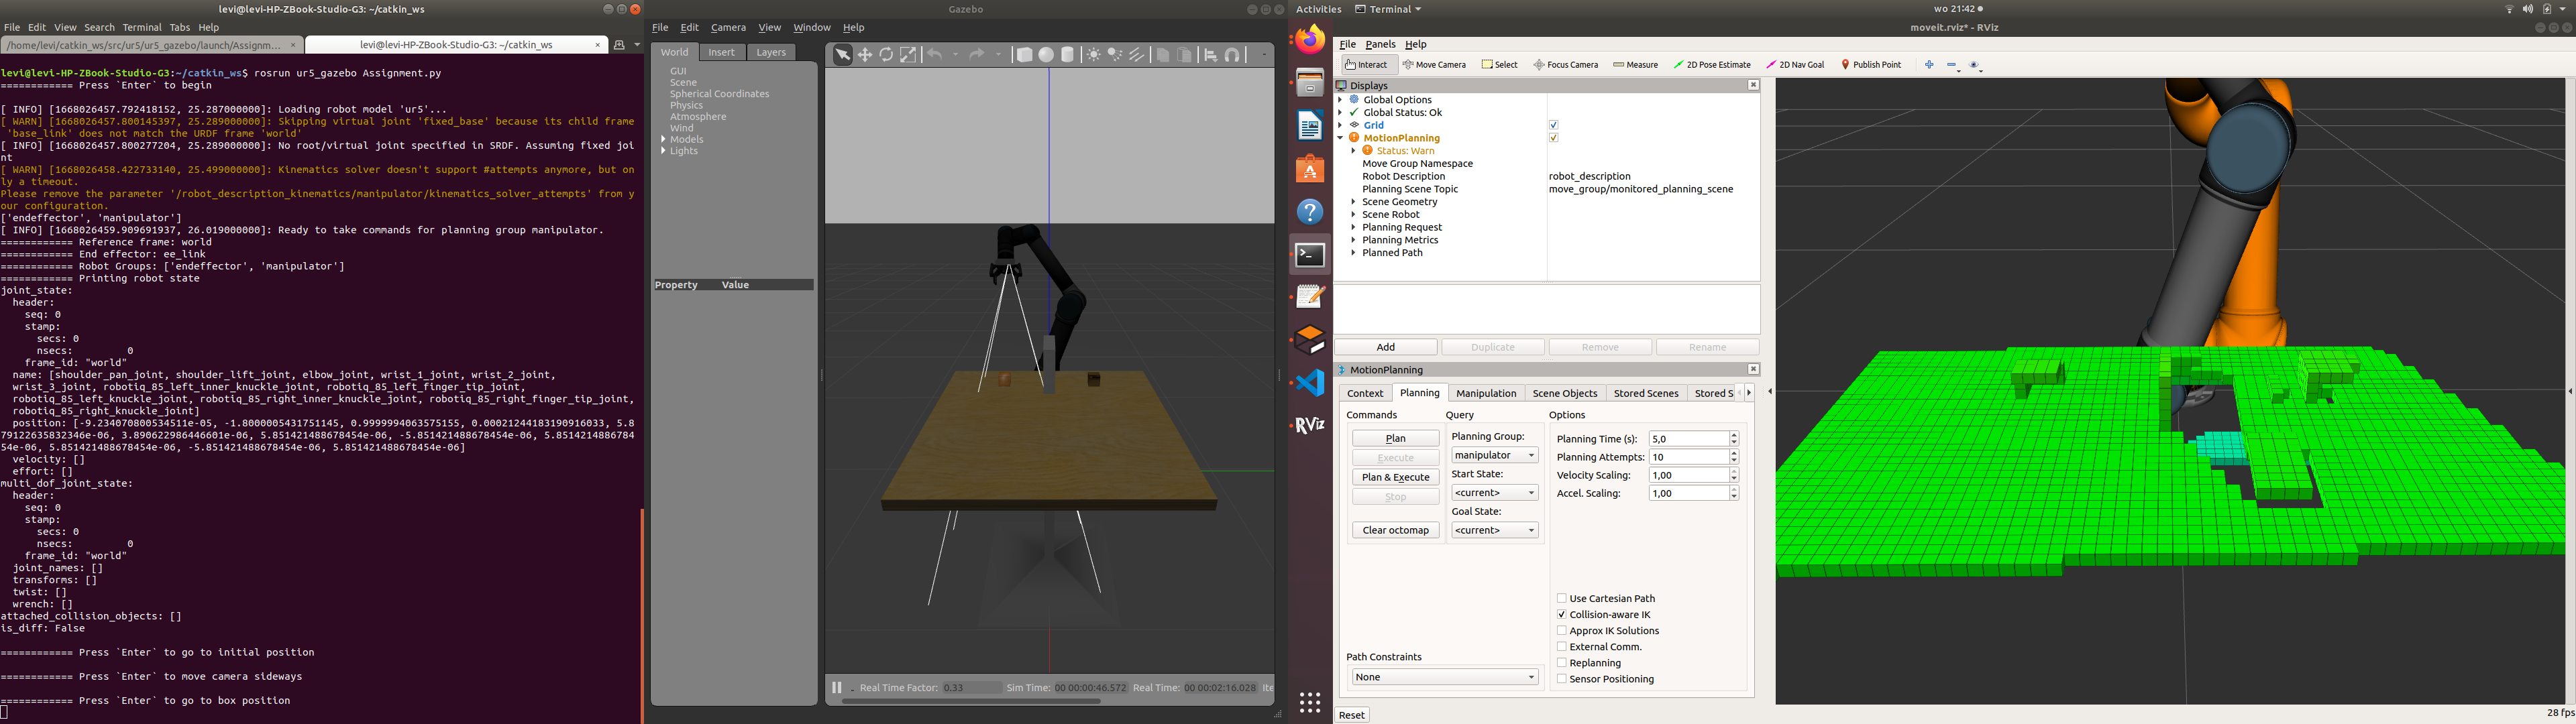 levi@levi-HP-ZBook-Studio-G3: ~/catkin_ws
File Edit View Search Terminal Tabs Help
/home/levi/catkin_ws/src/ur5/ur5_gazebo/launch/Assignm... ×
levi@levi-HP-ZBook-Studio-G3: ~/catkin_ws ×
levi@levi-HP-ZBook-Studio-G3:~/catkin_ws$ rosrun ur5_gazebo Assignment.py
============ Press `Enter` to begin
[ INFO] [1668026457.792418152, 25.287000000]: Loading robot model 'ur5'...
[ WARN] [1668026457.800145397, 25.289000000]: Skipping virtual joint 'fixed_base' because its child frame
'base_link' does not match the URDF frame 'world'
[ INFO] [1668026457.800277204, 25.289000000]: No root/virtual joint specified in SRDF. Assuming fixed joi
nt
[ WARN] [1668026458.422733140, 25.499000000]: Kinematics solver doesn't support #attempts anymore, but on
ly a timeout.
Please remove the parameter '/robot_description_kinematics/manipulator/kinematics_solver_attempts' from y
our configuration.
['endeffector', 'manipulator']
[ INFO] [1668026459.909691937, 26.019000000]: Ready to take commands for planning group manipulator.
============ Reference frame: world
============ End effector: ee_link
============ Robot Groups: ['endeffector', 'manipulator']
============ Printing robot state
joint_state:
header:
seq: 0
stamp:
secs: 0
nsecs: 0
frame_id: "world"
name: [shoulder_pan_joint, shoulder_lift_joint, elbow_joint, wrist_1_joint, wrist_2_joint,
wrist_3_joint, robotiq_85_left_inner_knuckle_joint, robotiq_85_left_finger_tip_joint,
robotiq_85_left_knuckle_joint, robotiq_85_right_inner_knuckle_joint, robotiq_85_right_finger_tip_joint,
robotiq_85_right_knuckle_joint]
position: [-9.234070800534511e-05, -1.8000005431751145, 0.9999994063575155, 0.00021244183190916033, 5.8
79122635832346e-06, 3.890622986446601e-06, 5.851421488678454e-06, -5.851421488678454e-06, 5.8514214886784
54e-06, 5.851421488678454e-06, -5.851421488678454e-06, 5.851421488678454e-06]
velocity: []
effort: []
multi_dof_joint_state:
header:
seq: 0
stamp:
secs: 0
nsecs: 0
frame_id: "world"
joint_names: []
transforms: []
twist: []
wrench: []
attached_collision_objects: []
is_diff: False
============ Press `Enter` to go to initial position
============ Press `Enter` to move camera sideways
============ Press `Enter` to go to box position
Gazebo
File Edit Camera View Window Help
World Insert Layers
GUI
Scene
Spherical Coordinates
Physics
Atmosphere
Wind
Models
Lights
Property Value
Real Time Factor: 0.33 Sim Time: 00 00:00:46.572 Real Time: 00 00:02:16.028 Ite
Activities Terminal wo 21:42
moveit.rviz* - RViz
File Panels Help
Interact Move Camera Select Focus Camera Measure 2D Pose Estimate 2D Nav Goal Publish Point
RViz
Displays
Global Options
Global Status: Ok
Grid
MotionPlanning
Status: Warn
Move Group Namespace
Robot Description robot_description
Planning Scene Topic move_group/monitored_planning_scene
Scene Geometry
Scene Robot
Planning Request
Planning Metrics
Planned Path
Add Duplicate Remove Rename
MotionPlanning
Context Planning Manipulation Scene Objects Stored Scenes Stored S
Commands Query Options
Plan
Execute
Plan & Execute
Stop
Clear octomap
Planning Group:
manipulator
Start State:
<current>
Goal State:
<current>
Planning Time (s): 5,0
Planning Attempts: 10
Velocity Scaling: 1,00
Accel. Scaling: 1,00
Use Cartesian Path
Collision-aware IK
Approx IK Solutions
External Comm.
Replanning
Sensor Positioning
Path Constraints
None
Reset
28 fps